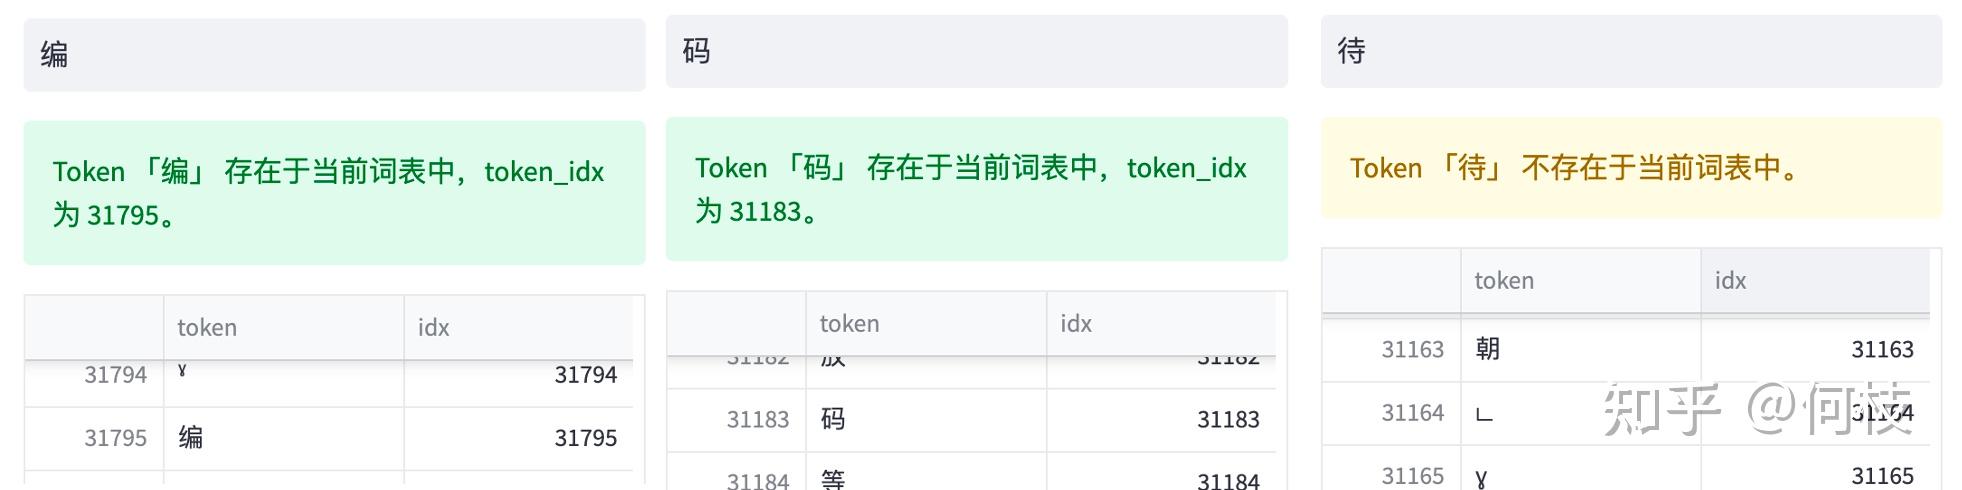 编
Token 「编」 存在于当前词表中，token_idx
为 31795。
token idx
31794 ˠ 31794
31795 编 31795
码
Token 「码」 存在于当前词表中，token_idx
为 31183。
token idx
31182 放 31182
31183 码 31183
31184 等 31184
待
Token 「待」 不存在于当前词表中。
token idx
31163 朝 31163
31164 ㄴ 31164
31165 ɣ 31165
知乎 @何枝